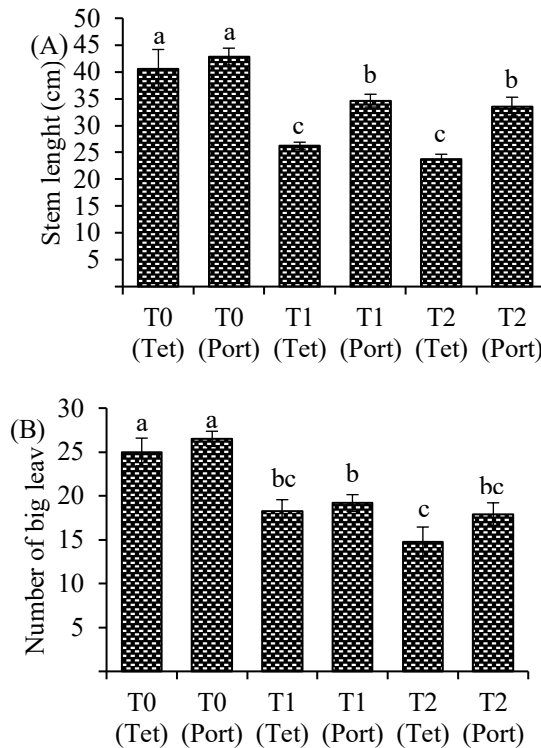 (A)
Stem lenght (cm)
50
45
40
35
30
25
20
15
10
5
a a c b c b
T0 T0 T1 T1 T2 T2
(Tet) (Port) (Tet) (Port) (Tet) (Port)
(B)
Number of big leav
30
25
20
15
10
5
a a bc b c bc
T0 T0 T1 T1 T2 T2
(Tet) (Port) (Tet) (Port) (Tet) (Port)